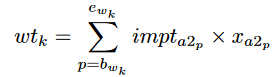 wt_k = \sum_{p=b_{w_k}}^{e_{w_k}} impt_{a2_p} \times x_{a2_p}